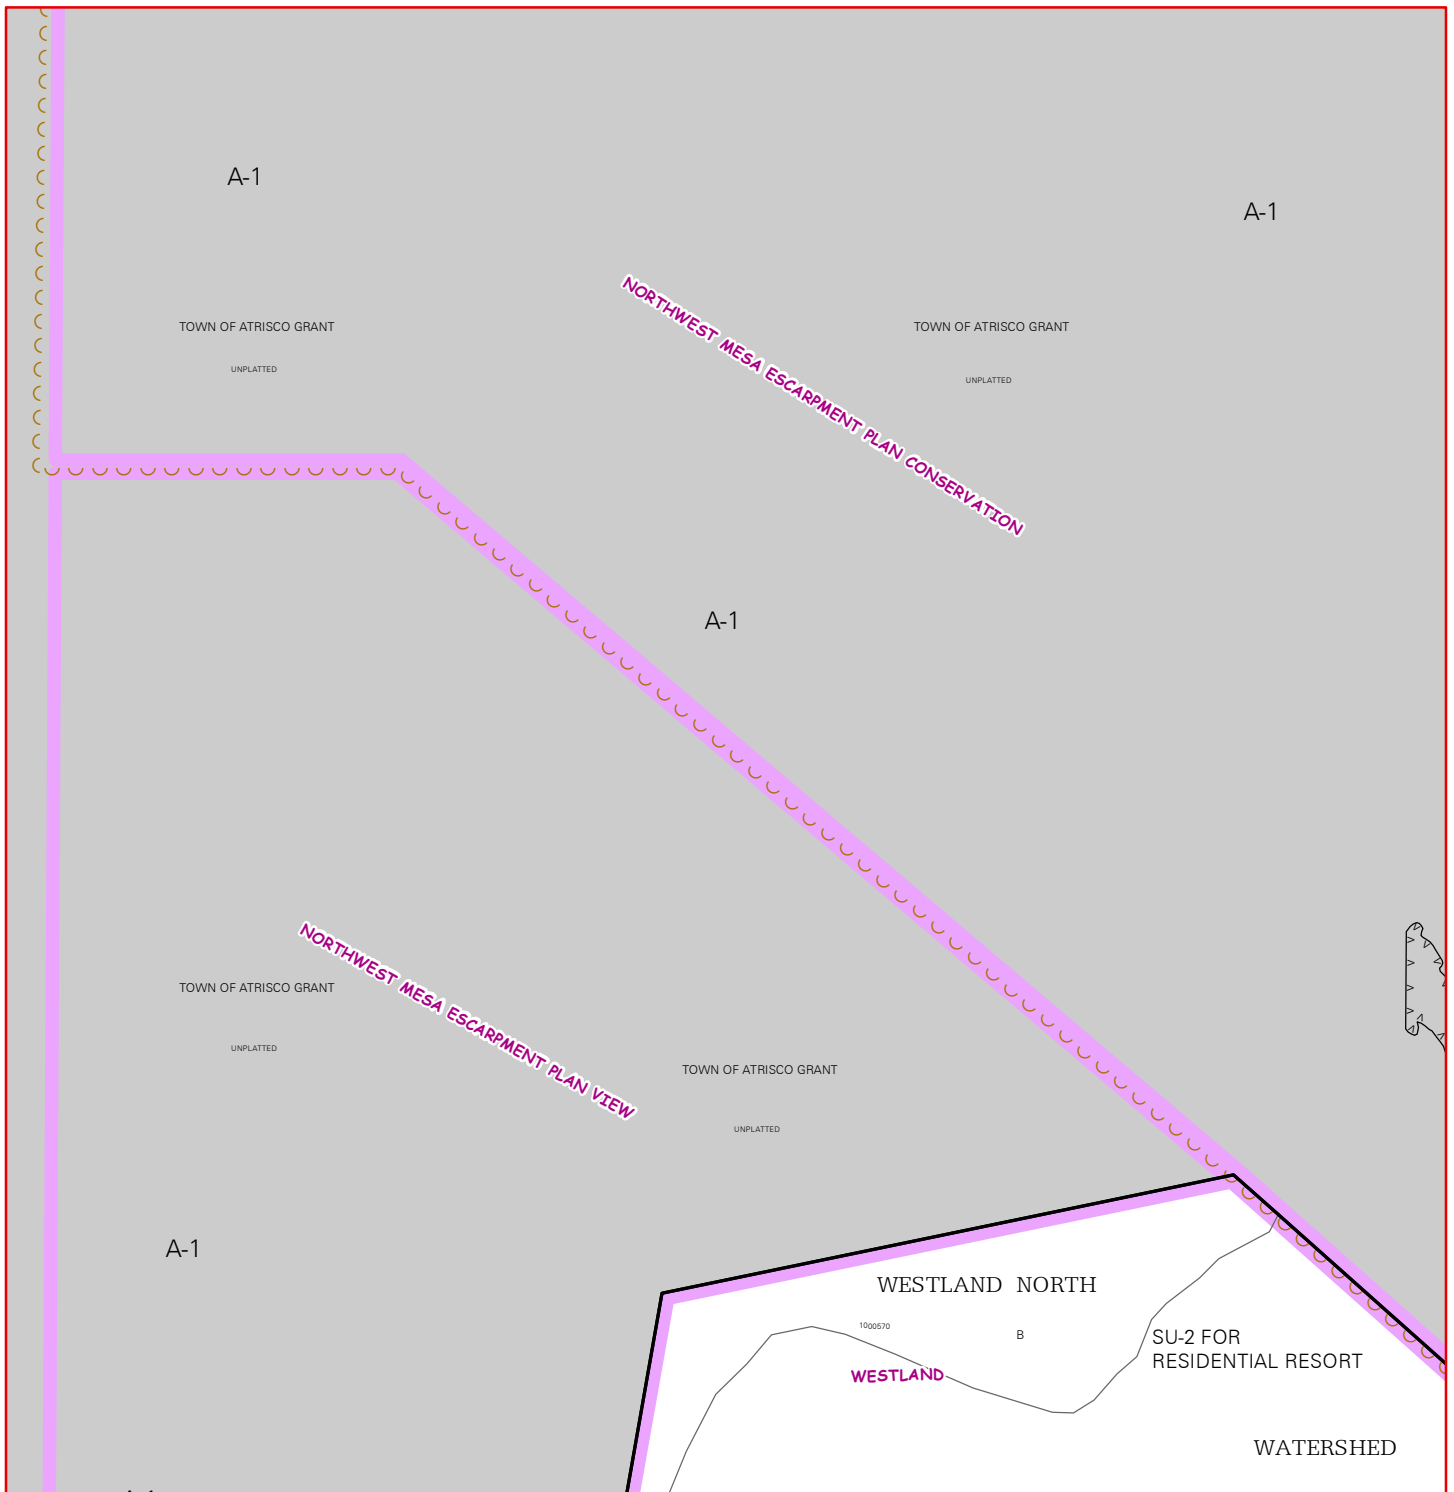 A-1
A-1
TOWN OF ATRISCO GRANT
UNPLATTED
NORTHWEST MESA ESCARPMENT PLAN CONSERVATION
TOWN OF ATRISCO GRANT
UNPLATTED
A-1
NORTHWEST MESA ESCARPMENT PLAN VIEW
TOWN OF ATRISCO GRANT
UNPLATTED
TOWN OF ATRISCO GRANT
UNPLATTED
A-1
WESTLAND NORTH
1000570
B
SU-2 FOR
RESIDENTIAL RESORT
WESTLAND
WATERSHED